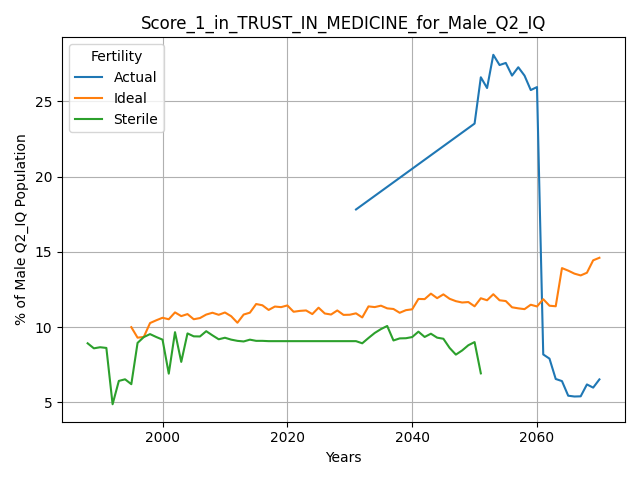 Score_1_in_TRUST_IN_MEDICINE_for_Male_Q2_IQ
Fertility
Actual
Ideal
Sterile
% of Male Q2_IQ Population
25
20
15
10
5
2000
2020
2040
2060
Years